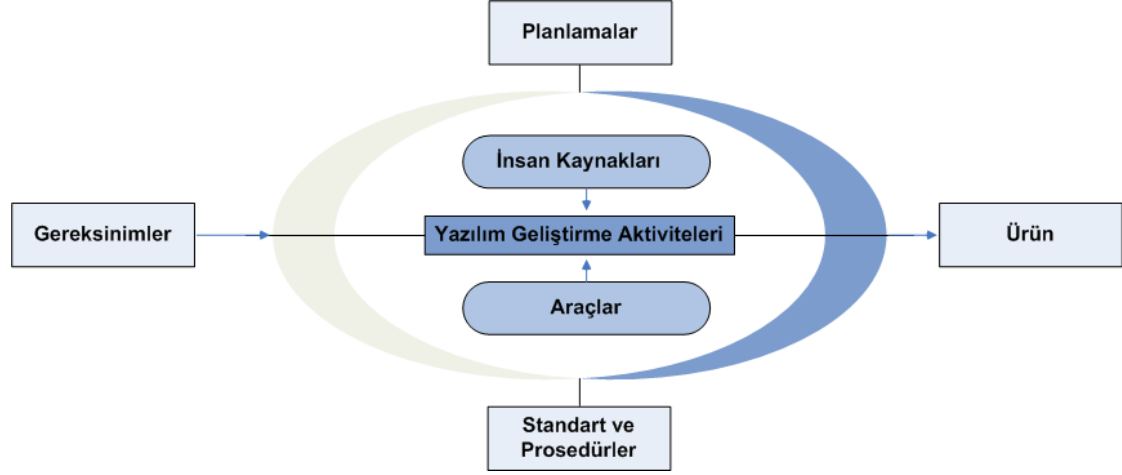 Planlamalar
İnsan Kaynakları
Gereksinimler
Yazılım Geliştirme Aktiviteleri
Ürün
Araçlar
Standart ve
Prosedürler